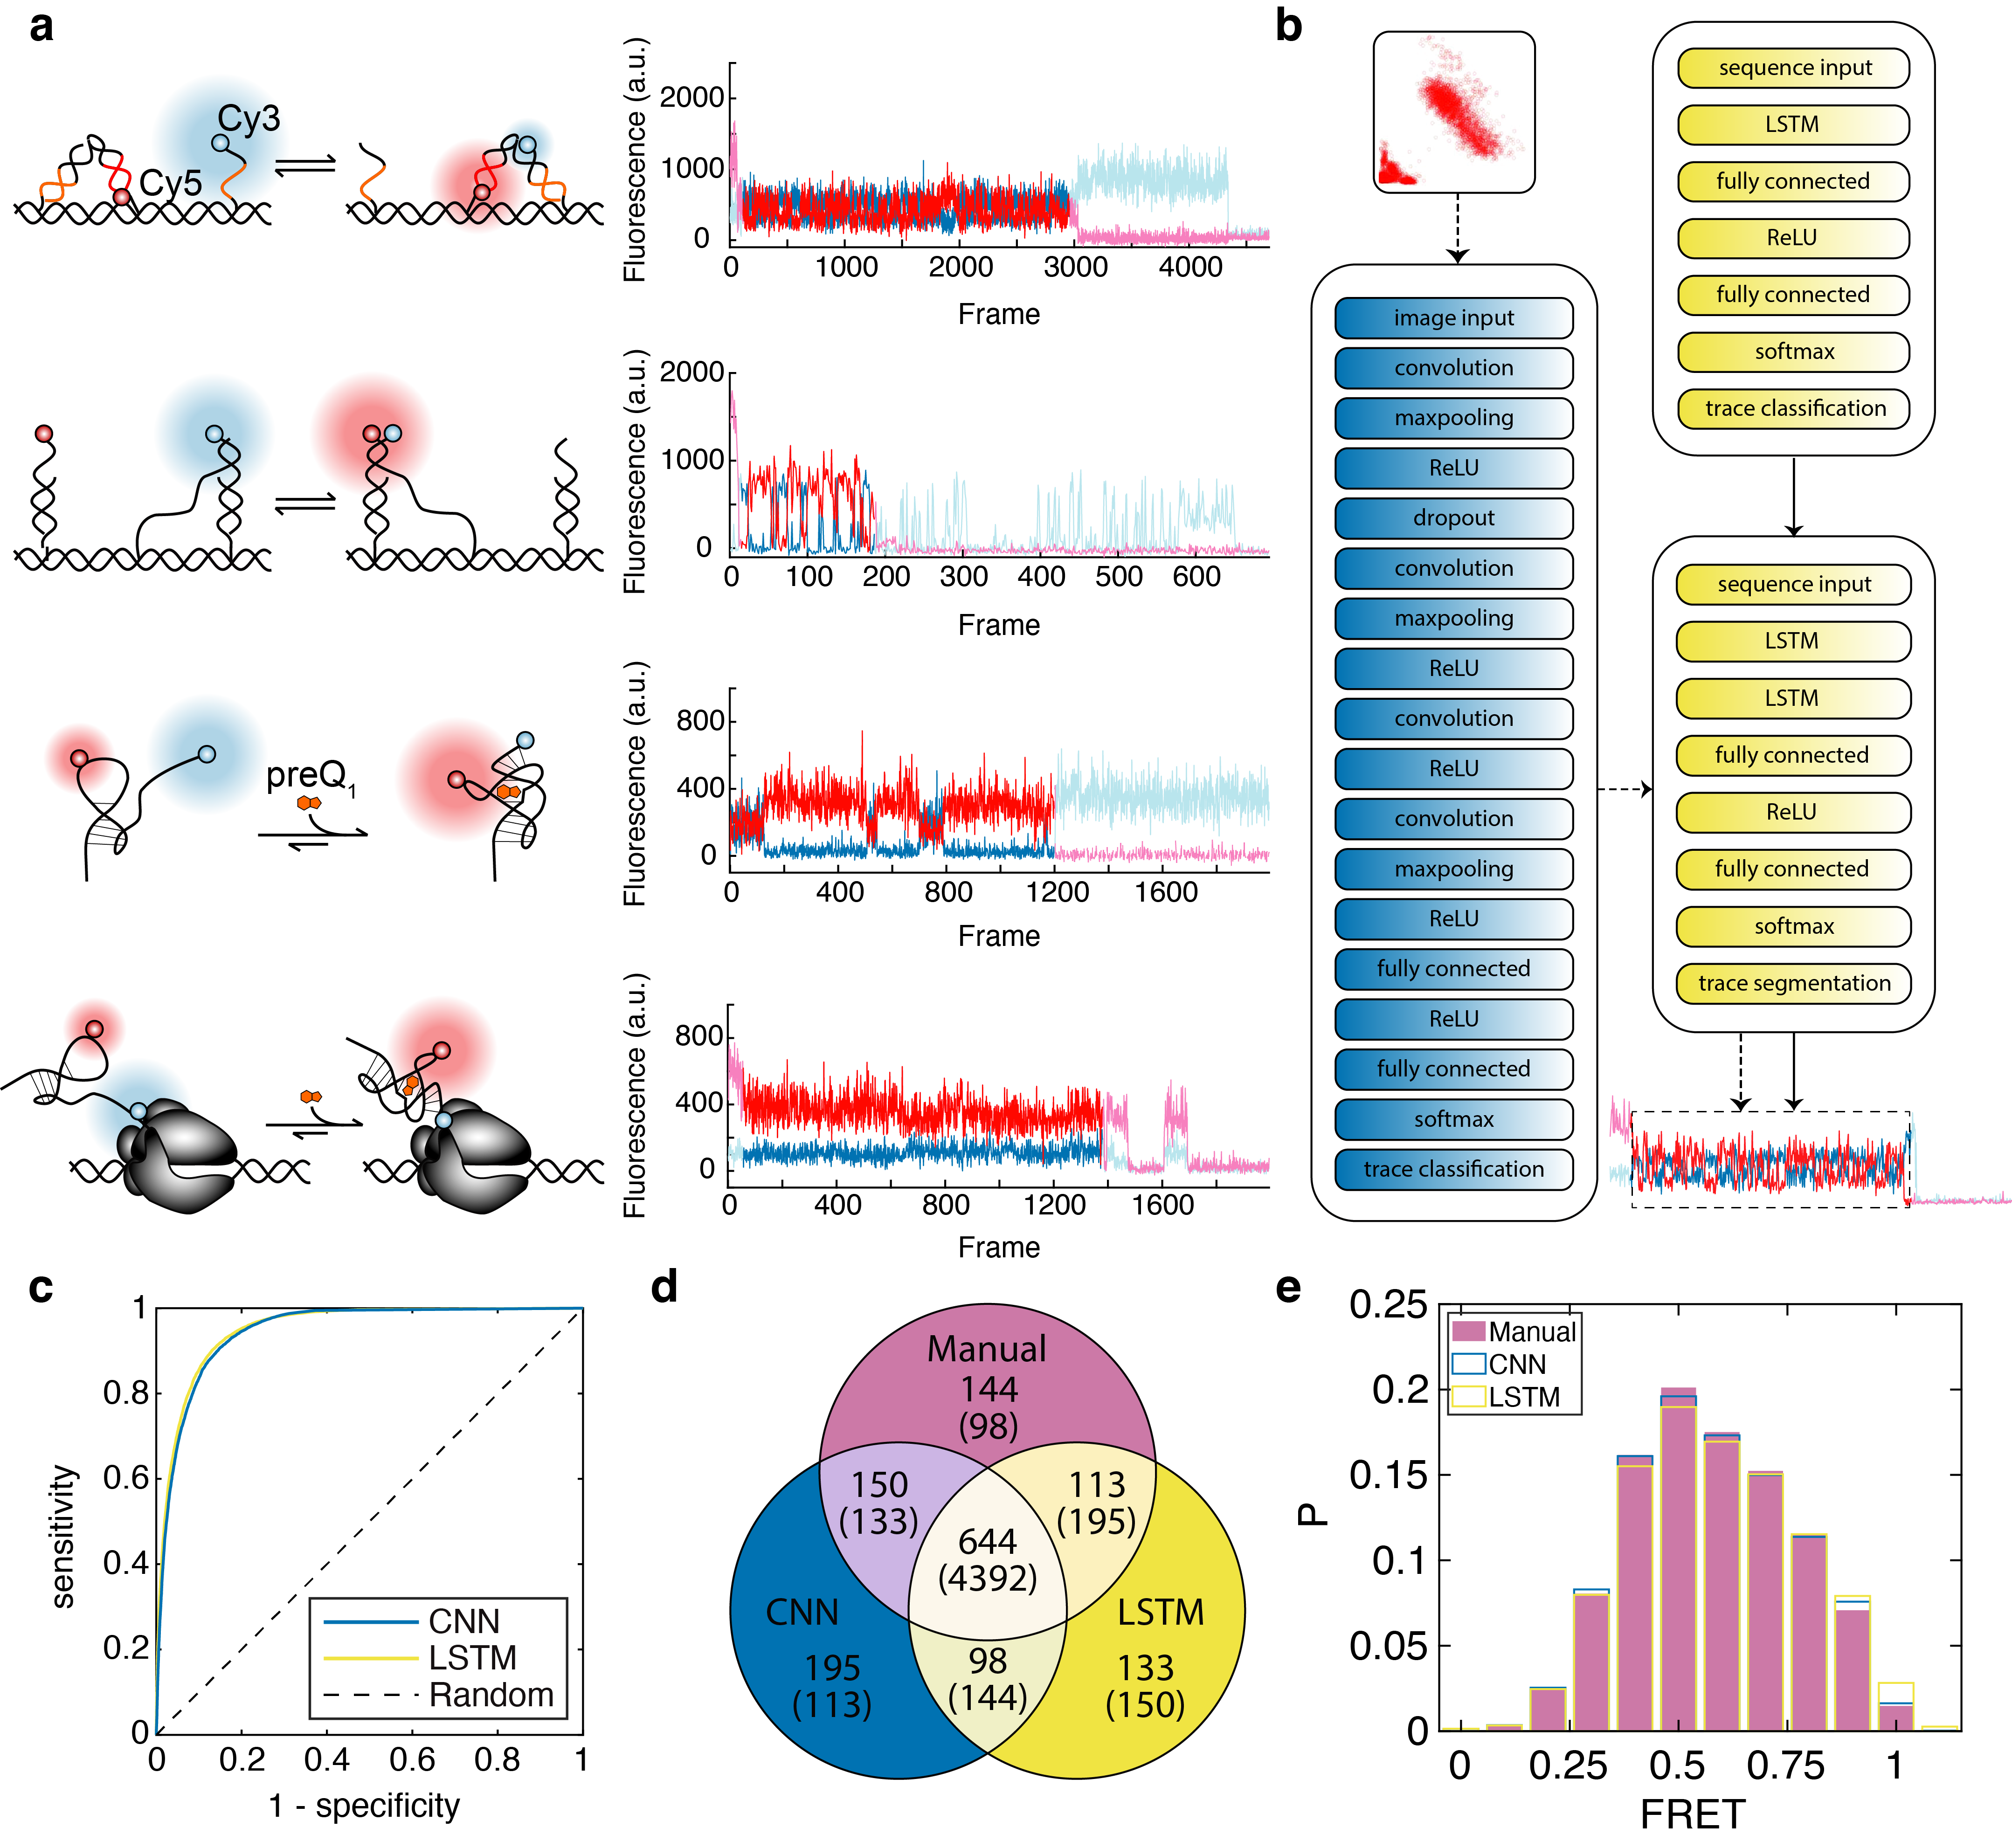 a
Cy3
Cy5
Fluorescence (a.u.)
2000
1000
0
0 1000 2000 3000 4000
Frame
Fluorescence (a.u.)
2000
1000
0
0 100 200 300 400 500 600
Frame
preQ1
Fluorescence (a.u.)
800
400
0
0 400 800 1200 1600
Frame
Fluorescence (a.u.)
800
400
0
0 400 800 1200 1600
Frame
b
image input
convolution
maxpooling
ReLU
dropout
convolution
maxpooling
ReLU
convolution
ReLU
convolution
maxpooling
ReLU
fully connected
ReLU
fully connected
softmax
trace classification
sequence input
LSTM
fully connected
ReLU
fully connected
softmax
trace classification
sequence input
LSTM
LSTM
fully connected
ReLU
fully connected
softmax
trace segmentation
c
sensitivity
1
0.8
0.6
0.4
0.2
0
0 0.2 0.4 0.6 0.8 1
1 - specificity
CNN
LSTM
Random
d
Manual
144
(98)
150
(133)
113
(195)
644
(4392)
CNN
195
(113)
LSTM
133
(150)
98
(144)
e
P
0.25
0.2
0.15
0.1
0.05
0
0 0.25 0.5 0.75 1
FRET
Manual
CNN
LSTM